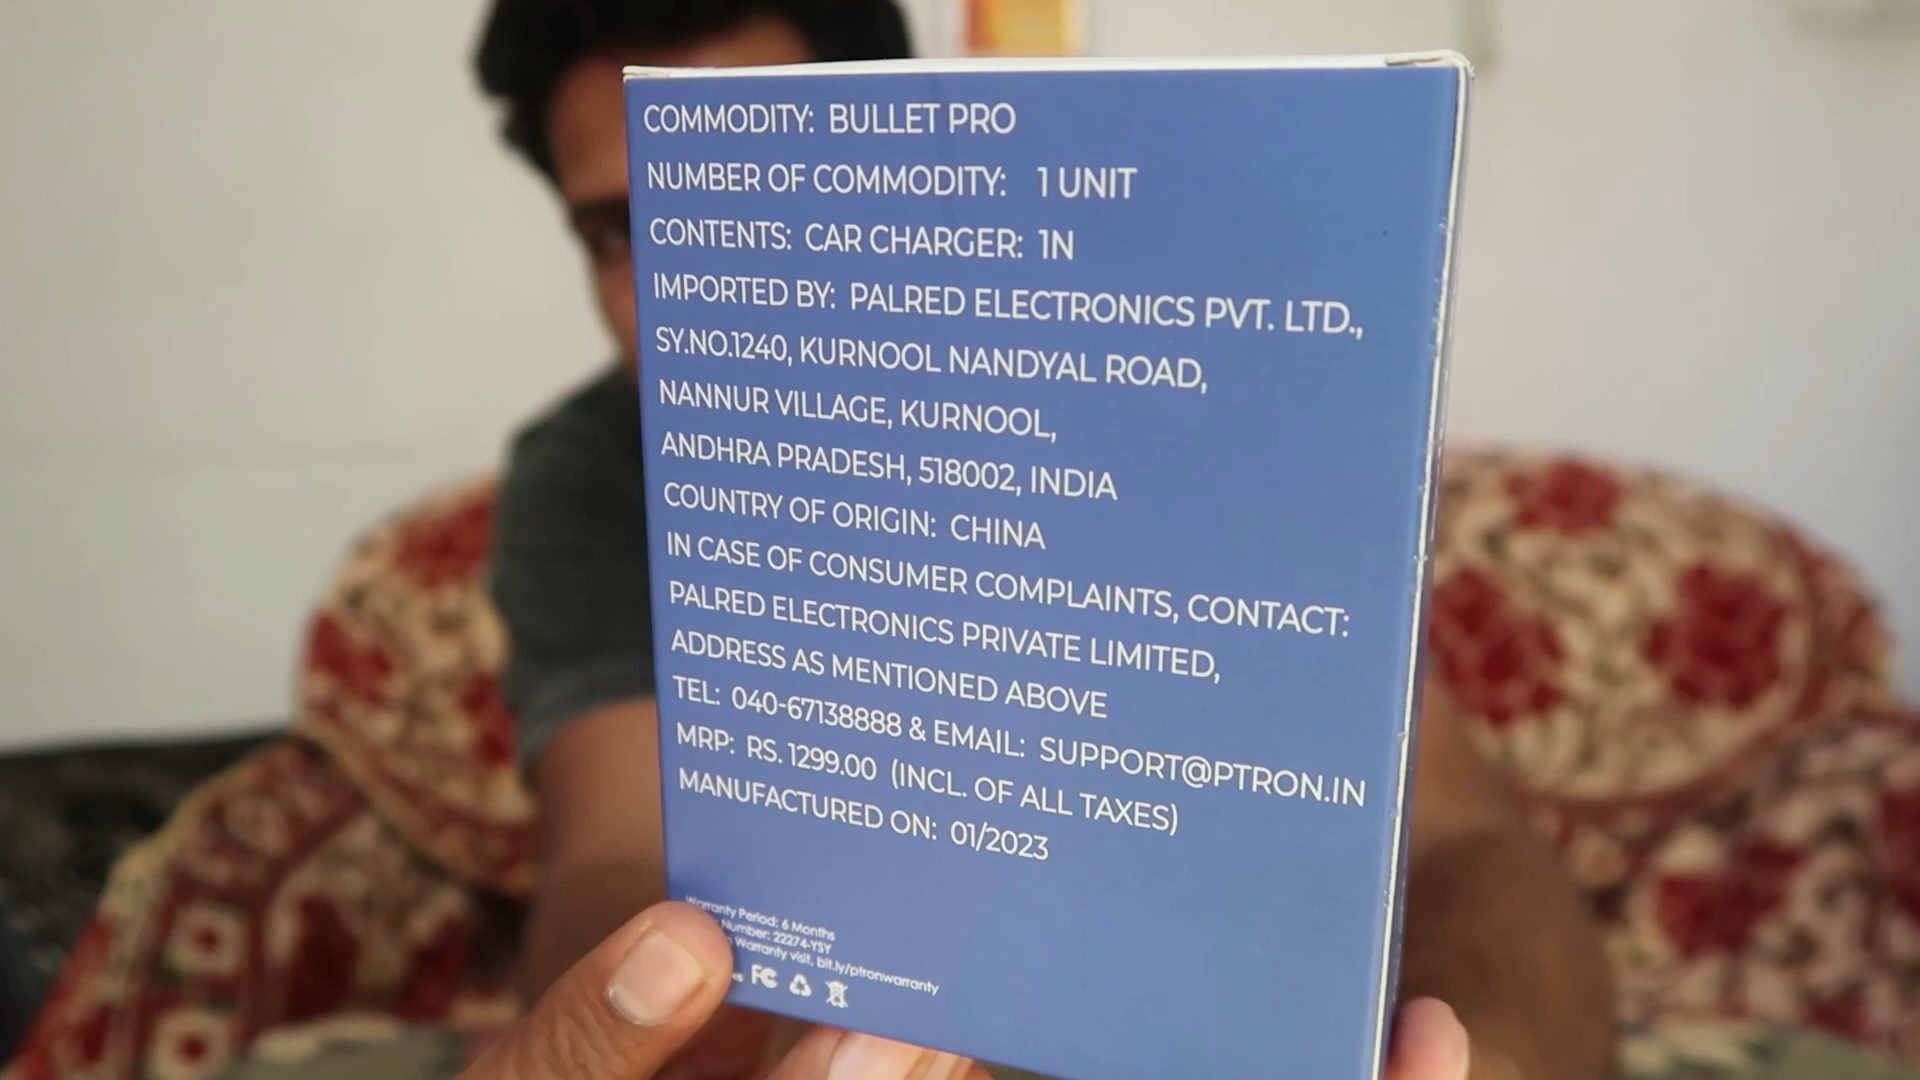 COMMODITY: BULLET PRO
NUMBER OF COMMODITY: 1 UNIT
CONTENTS: CAR CHARGER: 1N
IMPORTED BY: PALRED ELECTRONICS PVT. LTD.,
SY.NO.1240, KURNOOL NANDYAL ROAD,
NANNUR VILLAGE, KURNOOL,
ANDHRA PRADESH, 518002, INDIA
COUNTRY OF ORIGIN: CHINA
IN CASE OF CONSUMER COMPLAINTS, CONTACT:
PALRED ELECTRONICS PRIVATE LIMITED,
ADDRESS AS MENTIONED ABOVE
TEL: 040-67138888 & EMAIL: SUPPORT@PTRON.IN
MRP: RS. 1299.00 (INCL. OF ALL TAXES)
MANUFACTURED ON: 01/2023
Warranty Period: 6 Months
Number: 22274-YSY
Warranty visit, bit.ly/ptronwarranty
FC